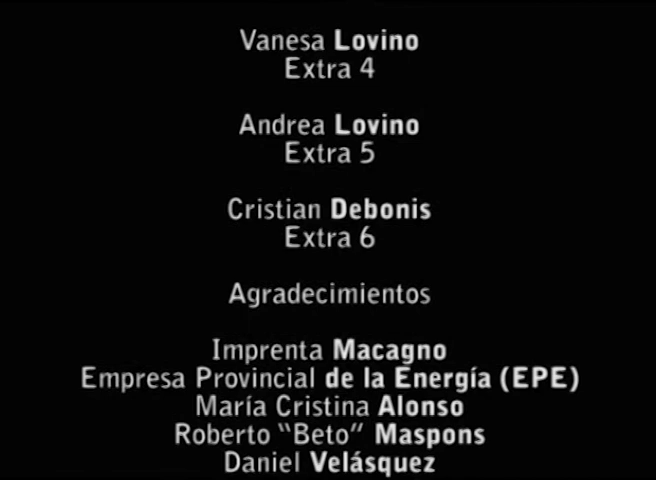 Vanesa Lovino
Extra 4
Andrea Lovino
Extra 5
Cristian Debonis
Extra 6
Agradecimientos
Imprenta Macagno
Empresa Provincial de la Energía (EPE)
María Cristina Alonso
Roberto “Beto” Maspons
Daniel Velásquez